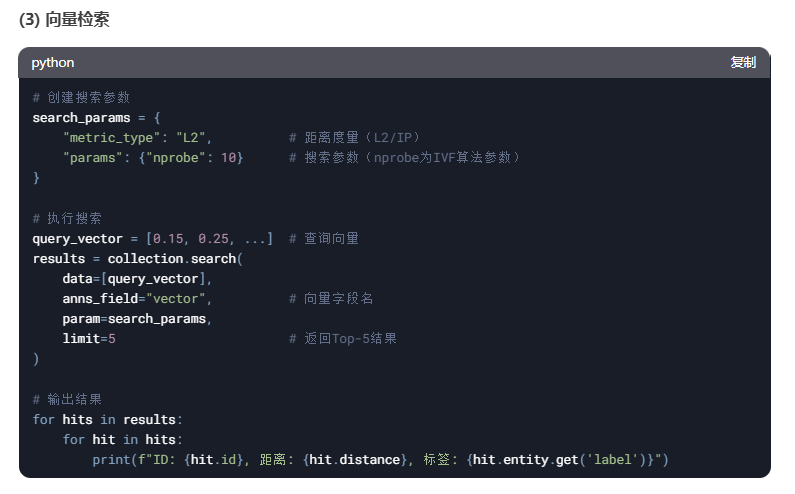 (3) 向量检索
python 复制
# 创建搜索参数
search_params = {
    "metric_type": "L2",          # 距离度量（L2/IP）
    "params": {"nprobe": 10}      # 搜索参数（nprobe为IVF算法参数）
}
# 执行搜索
query_vector = [0.15, 0.25, ...]  # 查询向量
results = collection.search(
    data=[query_vector],
    anns_field="vector",          # 向量字段名
    param=search_params,
    limit=5                       # 返回Top-5结果
)
# 输出结果
for hits in results:
    for hit in hits:
        print(f"ID: {hit.id}, 距离: {hit.distance}, 标签: {hit.entity.get('label')}")